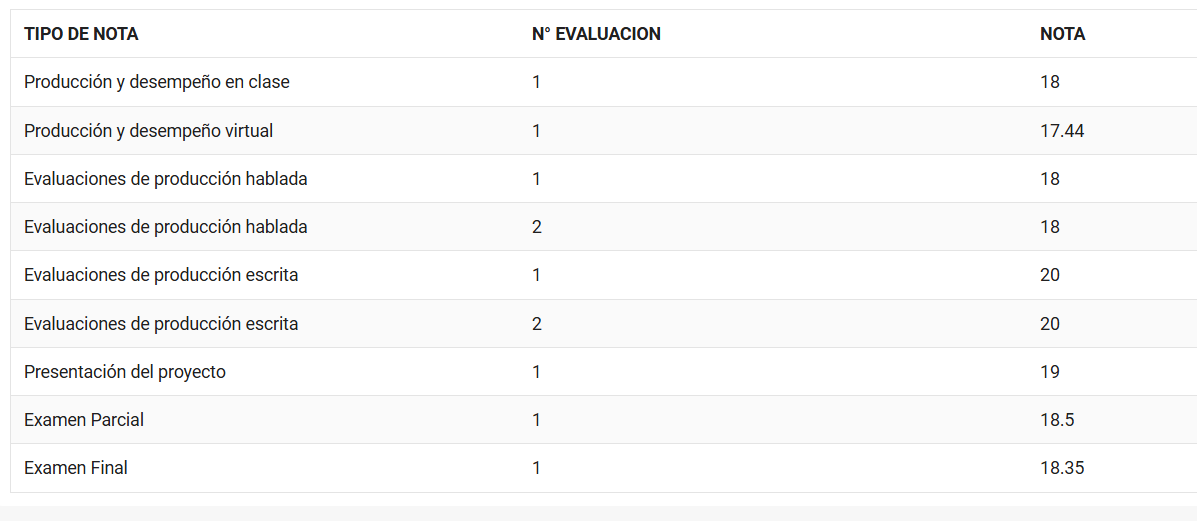 TIPO DE NOTA N° EVALUACION NOTA
Producción y desempeño en clase 1 18
Producción y desempeño virtual 1 17.44
Evaluaciones de producción hablada 1 18
Evaluaciones de producción hablada 2 18
Evaluaciones de producción escrita 1 20
Evaluaciones de producción escrita 2 20
Presentación del proyecto 1 19
Examen Parcial 1 18.5
Examen Final 1 18.35